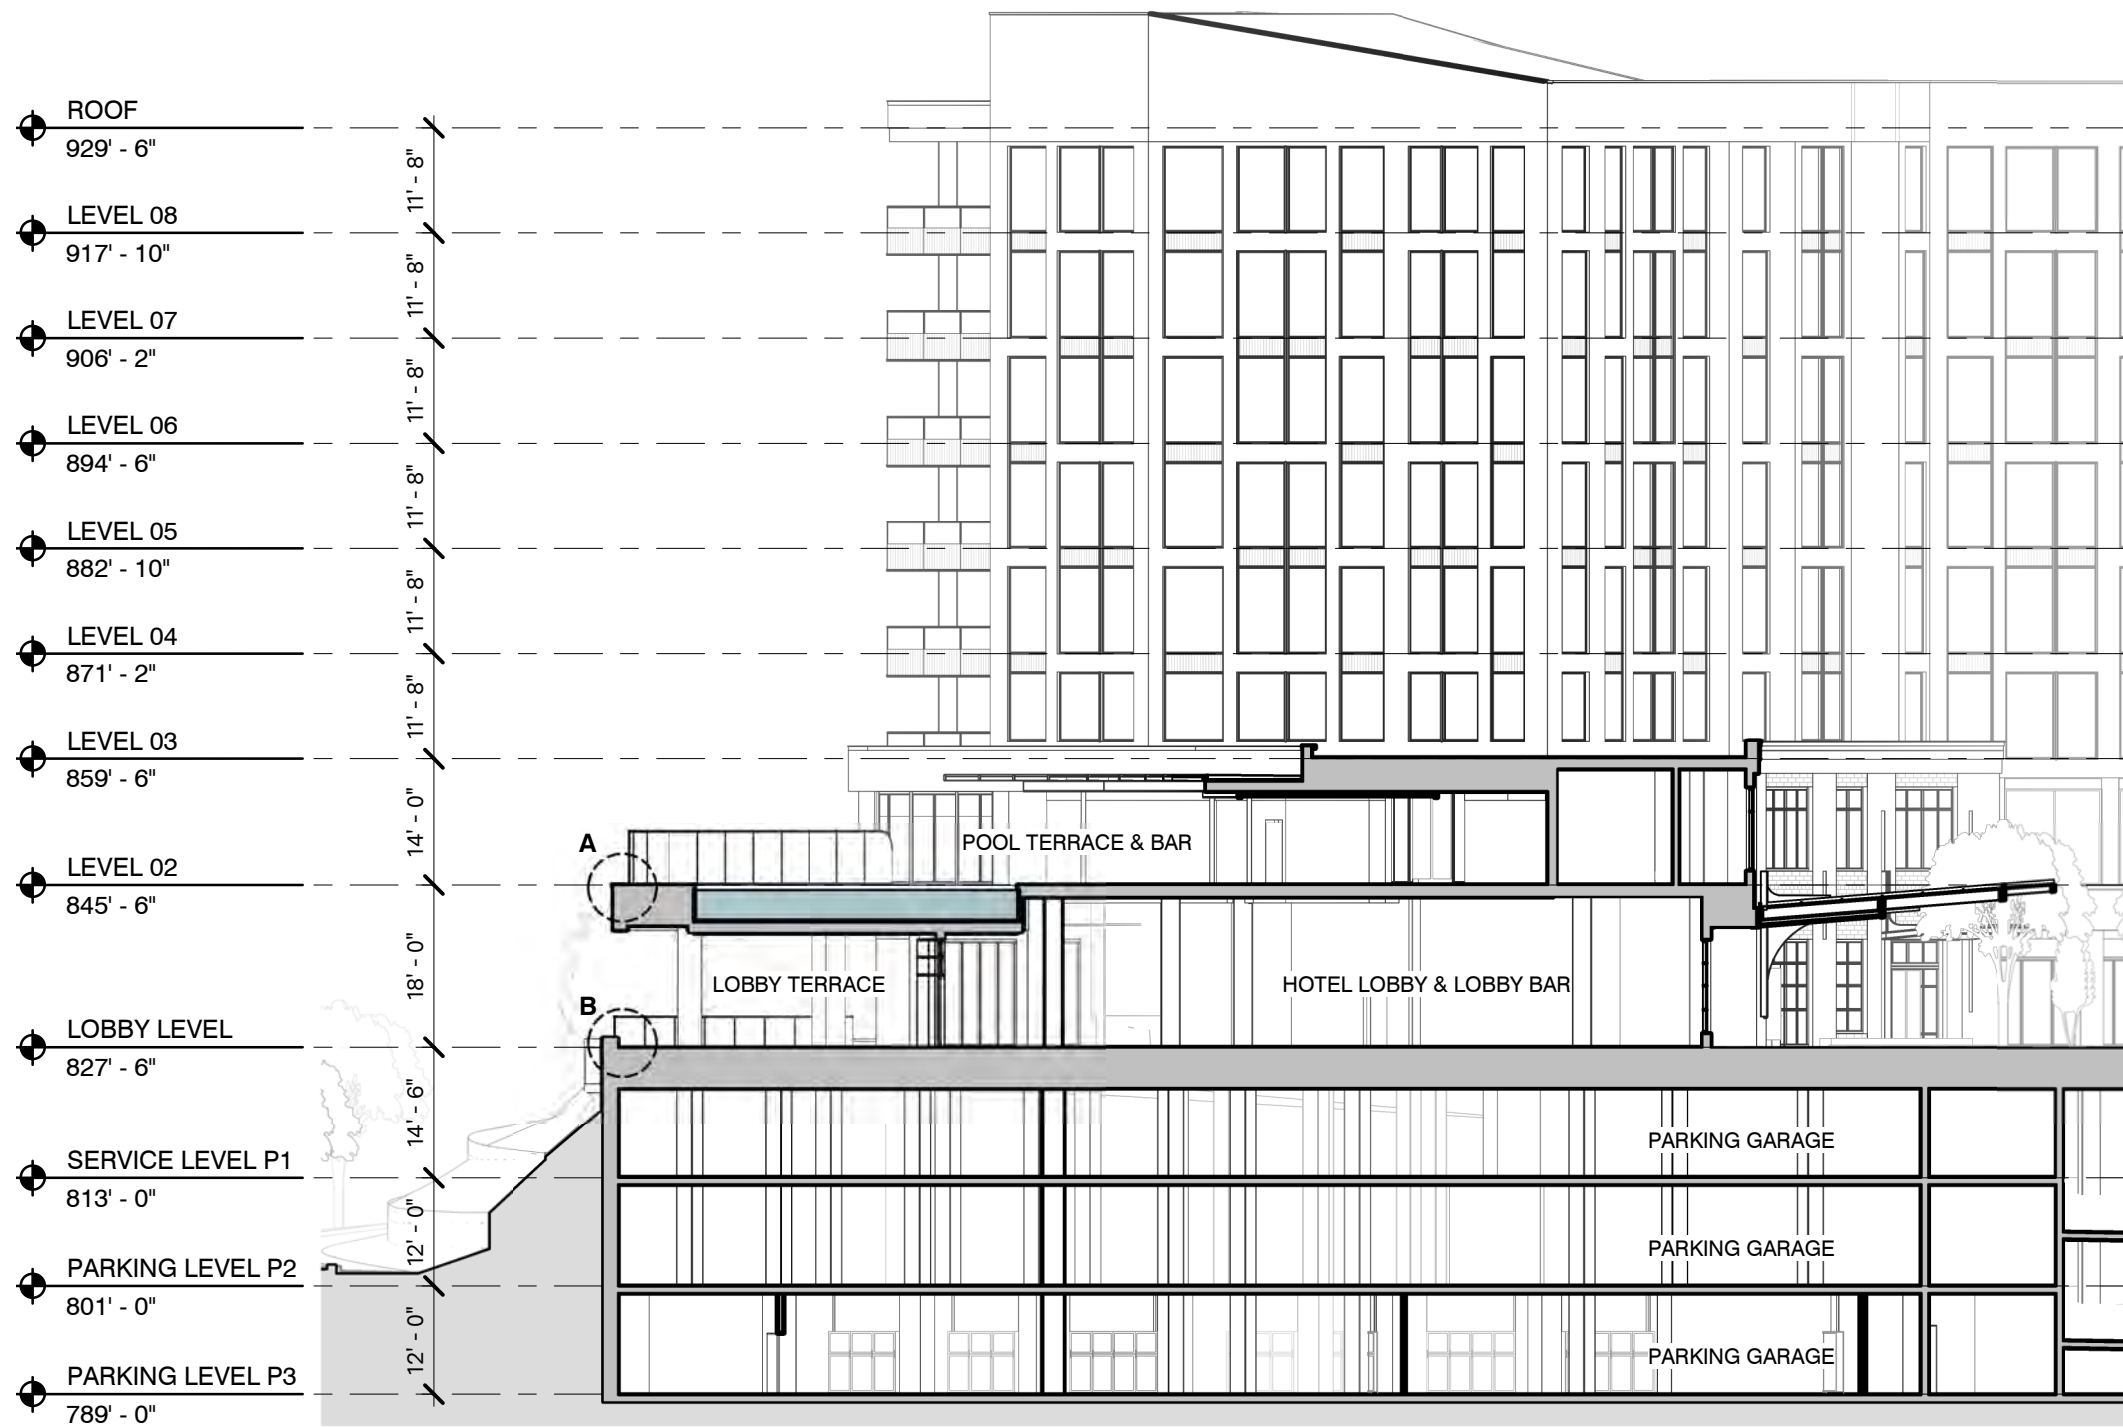 ROOF
929' - 6"
11' - 8"
LEVEL 08
917' - 10"
11' - 8"
LEVEL 07
906' - 2"
11' - 8"
LEVEL 06
894' - 6"
11' - 8"
LEVEL 05
882' - 10"
11' - 8"
LEVEL 04
871' - 2"
11' - 8"
LEVEL 03
859' - 6"
14' - 0"
A
POOL TERRACE & BAR
LEVEL 02
845' - 6"
18' - 0"
LOBBY TERRACE
HOTEL LOBBY & LOBBY BAR
B
LOBBY LEVEL
827' - 6"
14' - 6"
PARKING GARAGE
SERVICE LEVEL P1
813' - 0"
12' - 0"
PARKING GARAGE
PARKING LEVEL P2
801' - 0"
12' - 0"
PARKING GARAGE
PARKING LEVEL P3
789' - 0"